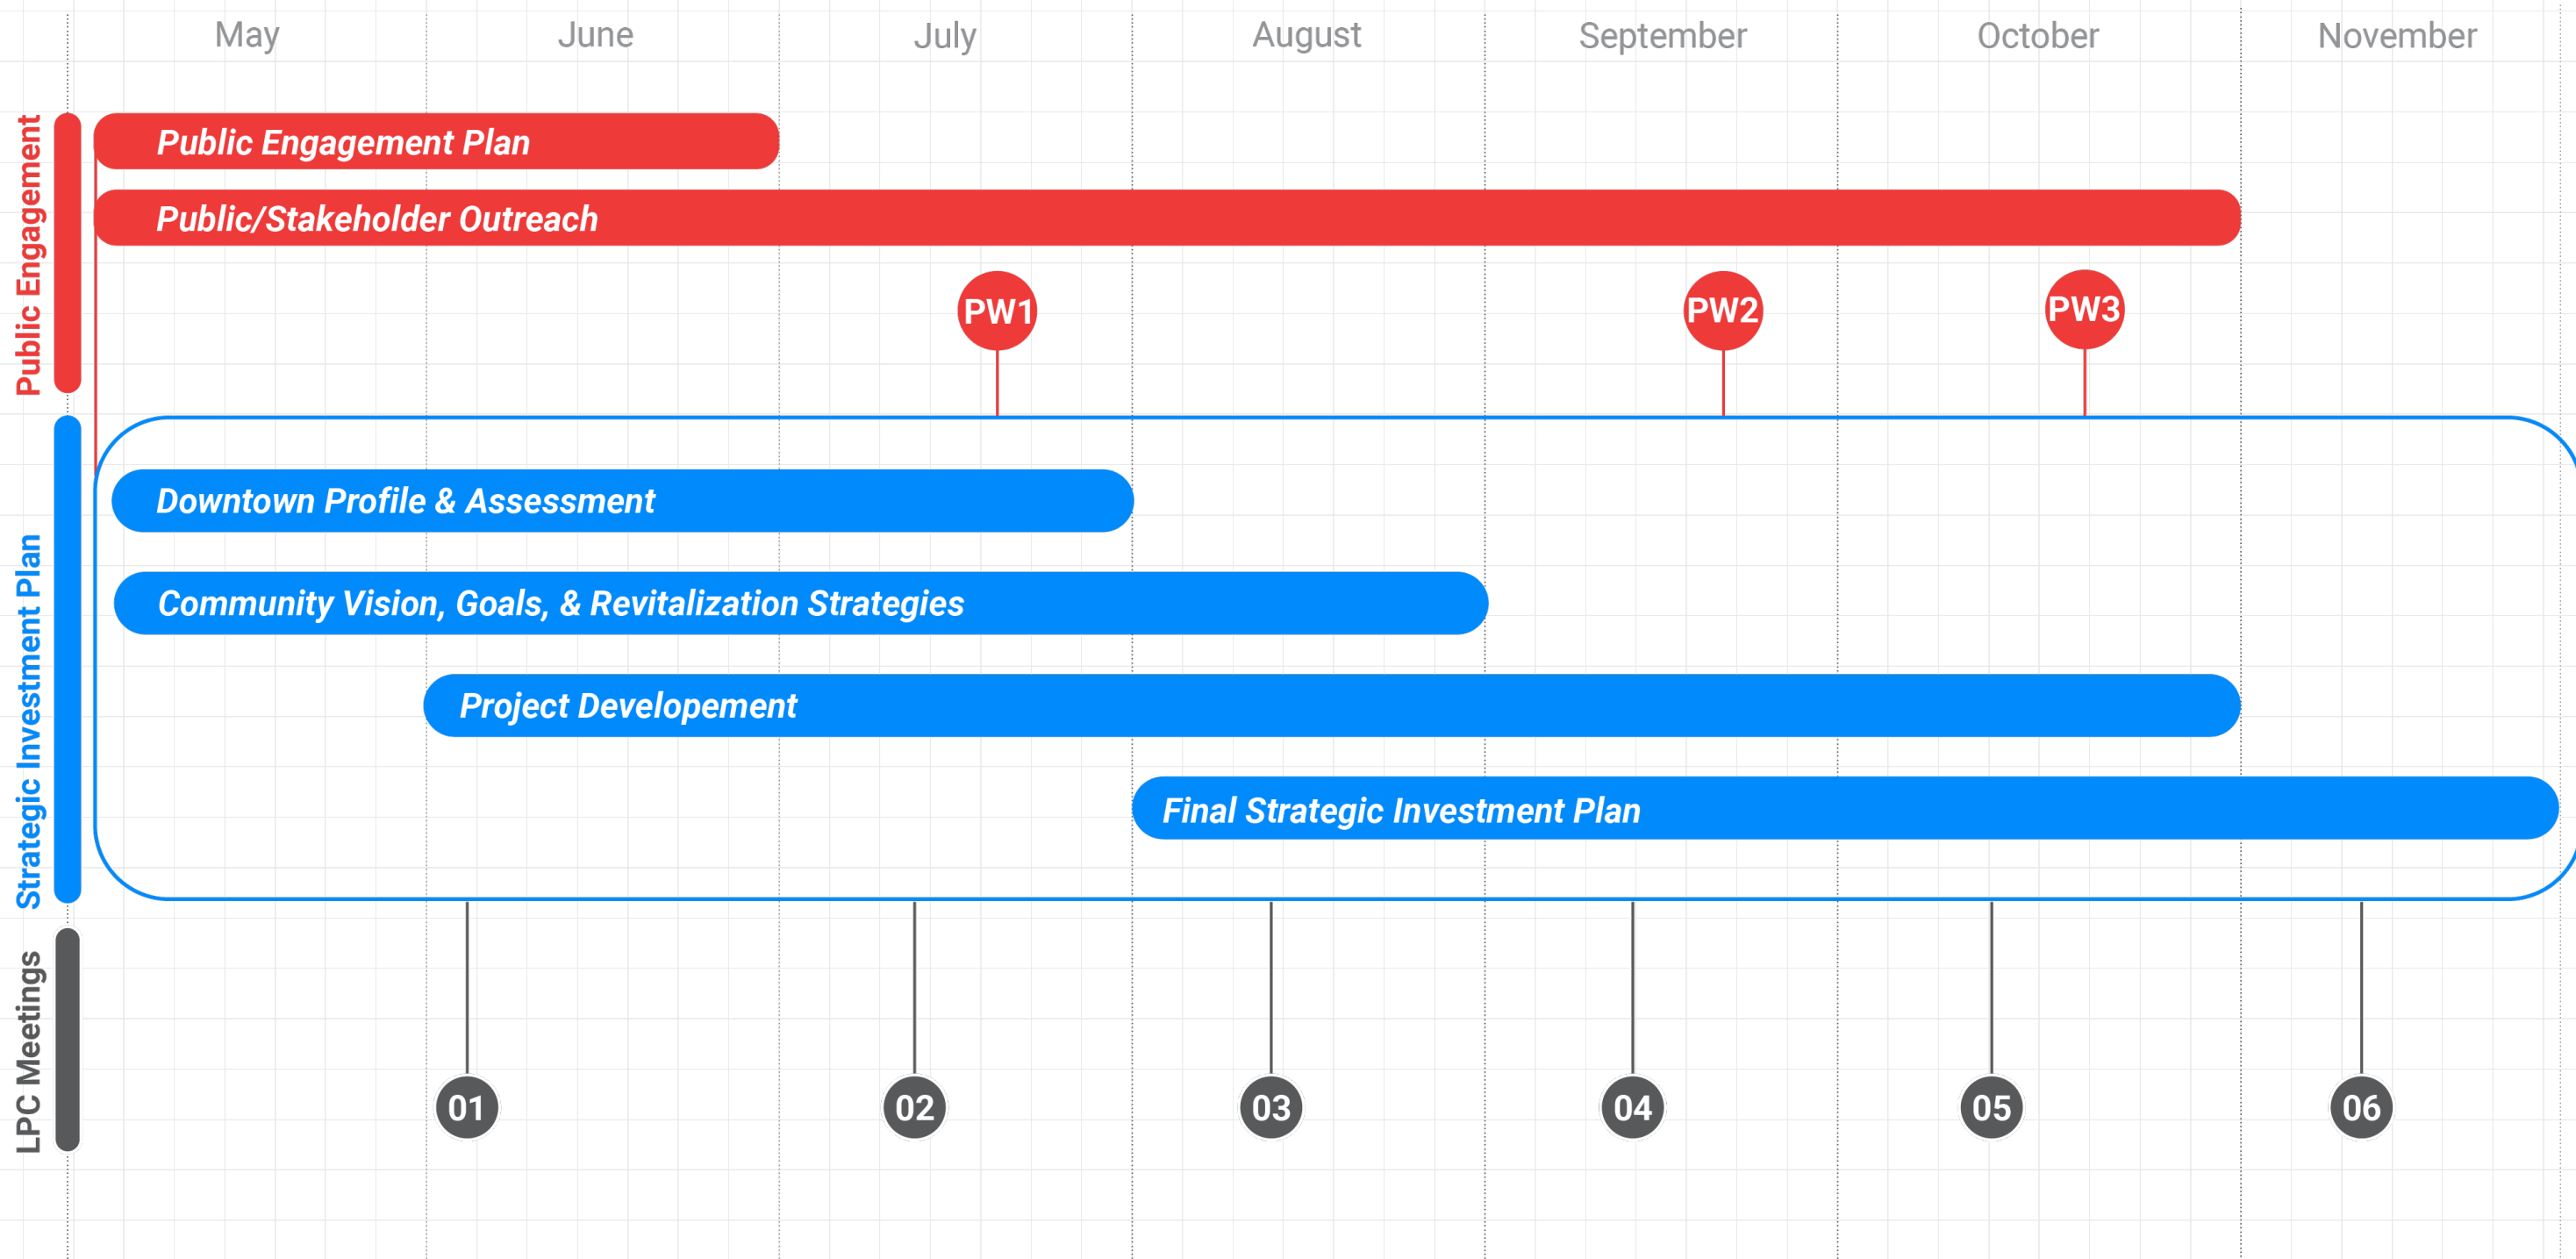 May June July August September October November
Public Engagement
Public Engagement Plan
Public/Stakeholder Outreach
PW1 PW2 PW3
Strategic Investment Plan
Downtown Profile & Assessment
Community Vision, Goals, & Revitalization Strategies
Project Developement
Final Strategic Investment Plan
LPC Meetings
01 02 03 04 05 06